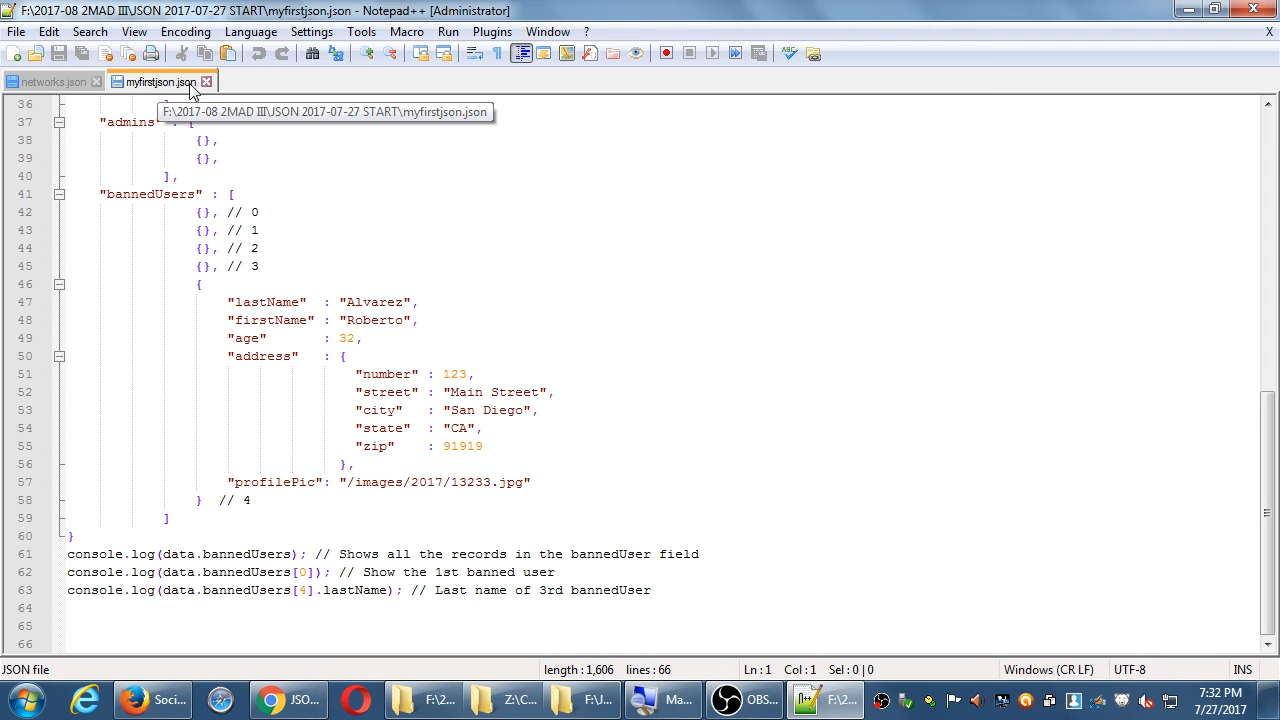 F:\2017-08 2MAD III\JSON 2017-07-27 START\myfirstjson.json - Notepad++ [Administrator]
File Edit Search View Encoding Language Settings Tools Macro Run Plugins Window ?
networks.json myfirstjson.json
F:\2017-08 2MAD III\JSON 2017-07-27 START\myfirstjson.json
36 ]
37 "admins" : [
38 {},
39 {},
40 ],
41 "bannedUsers" : [
42 {}, // 0
43 {}, // 1
44 {}, // 2
45 {}, // 3
46 {
47 "lastName" : "Alvarez",
48 "firstName" : "Roberto",
49 "age" : 32,
50 "address" : {
51 "number" : 123,
52 "street" : "Main Street",
53 "city" : "San Diego",
54 "state" : "CA",
55 "zip" : 91919
56 },
57 "profilePic": "/images/2017/13233.jpg"
58 } // 4
59 ]
60 }
61 console.log(data.bannedUsers); // Shows all the records in the bannedUser field
62 console.log(data.bannedUsers[0]); // Show the 1st banned user
63 console.log(data.bannedUsers[4].lastName); // Last name of 3rd bannedUser
64
65
66
JSON file length : 1,606 lines : 66 Ln : 1 Col : 1 Sel : 0 | 0 Windows (CR LF) UTF-8 INS
Soci... JSO... F:\2... Z:\C... F:\J... Ma... OBS... F:\2... 7:32 PM
7/27/2017